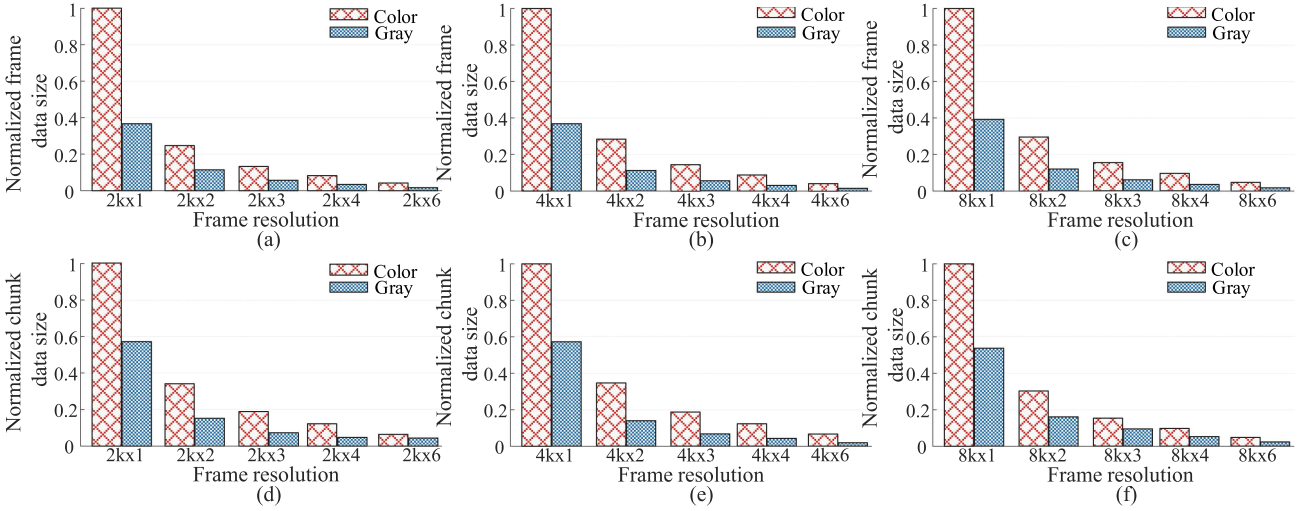 Normalized frame
data size
1
0.8
0.6
0.4
0.2
0
Color
Gray
2kx1 2kx2 2kx3 2kx4 2kx6
Frame resolution
(a)
Normalized frame
data size
1
0.8
0.6
0.4
0.2
0
Color
Gray
4kx1 4kx2 4kx3 4kx4 4kx6
Frame resolution
(b)
Normalized frame
data size
1
0.8
0.6
0.4
0.2
0
Color
Gray
8kx1 8kx2 8kx3 8kx4 8kx6
Frame resolution
(c)
Normalized chunk
data size
1
0.8
0.6
0.4
0.2
0
Color
Gray
2kx1 2kx2 2kx3 2kx4 2kx6
Frame resolution
(d)
Normalized chunk
data size
1
0.8
0.6
0.4
0.2
0
Color
Gray
4kx1 4kx2 4kx3 4kx4 4kx6
Frame resolution
(e)
Normalized chunk
data size
1
0.8
0.6
0.4
0.2
0
Color
Gray
8kx1 8kx2 8kx3 8kx4 8kx6
Frame resolution
(f)